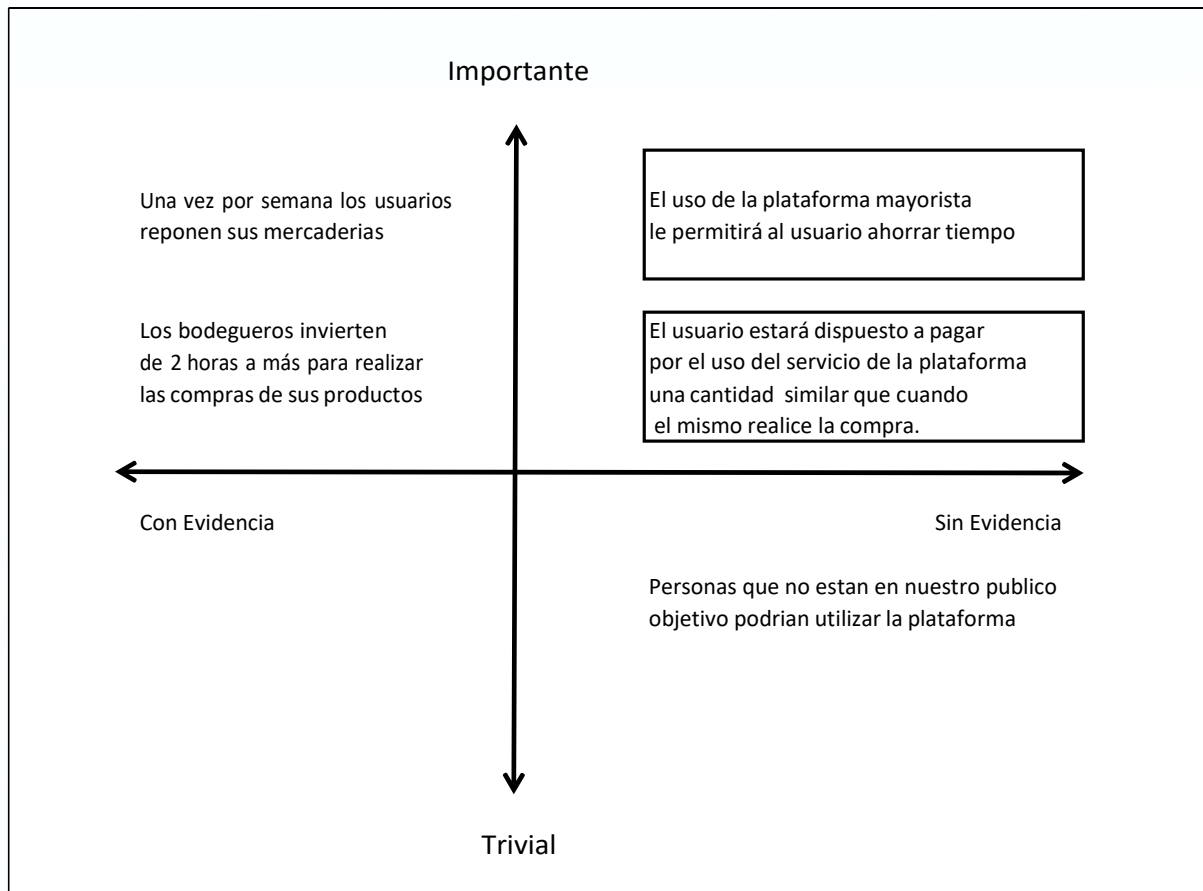 Importante
Una vez por semana los usuarios
reponen sus mercaderias
El uso de la plataforma mayorista
le permitirá al usuario ahorrar tiempo
Los bodegueros invierten
de 2 horas a más para realizar
las compras de sus productos
El usuario estará dispuesto a pagar
por el uso del servicio de la plataforma
una cantidad similar que cuando
el mismo realice la compra.
Con Evidencia
Sin Evidencia
Personas que no estan en nuestro publico
objetivo podrian utilizar la plataforma
Trivial